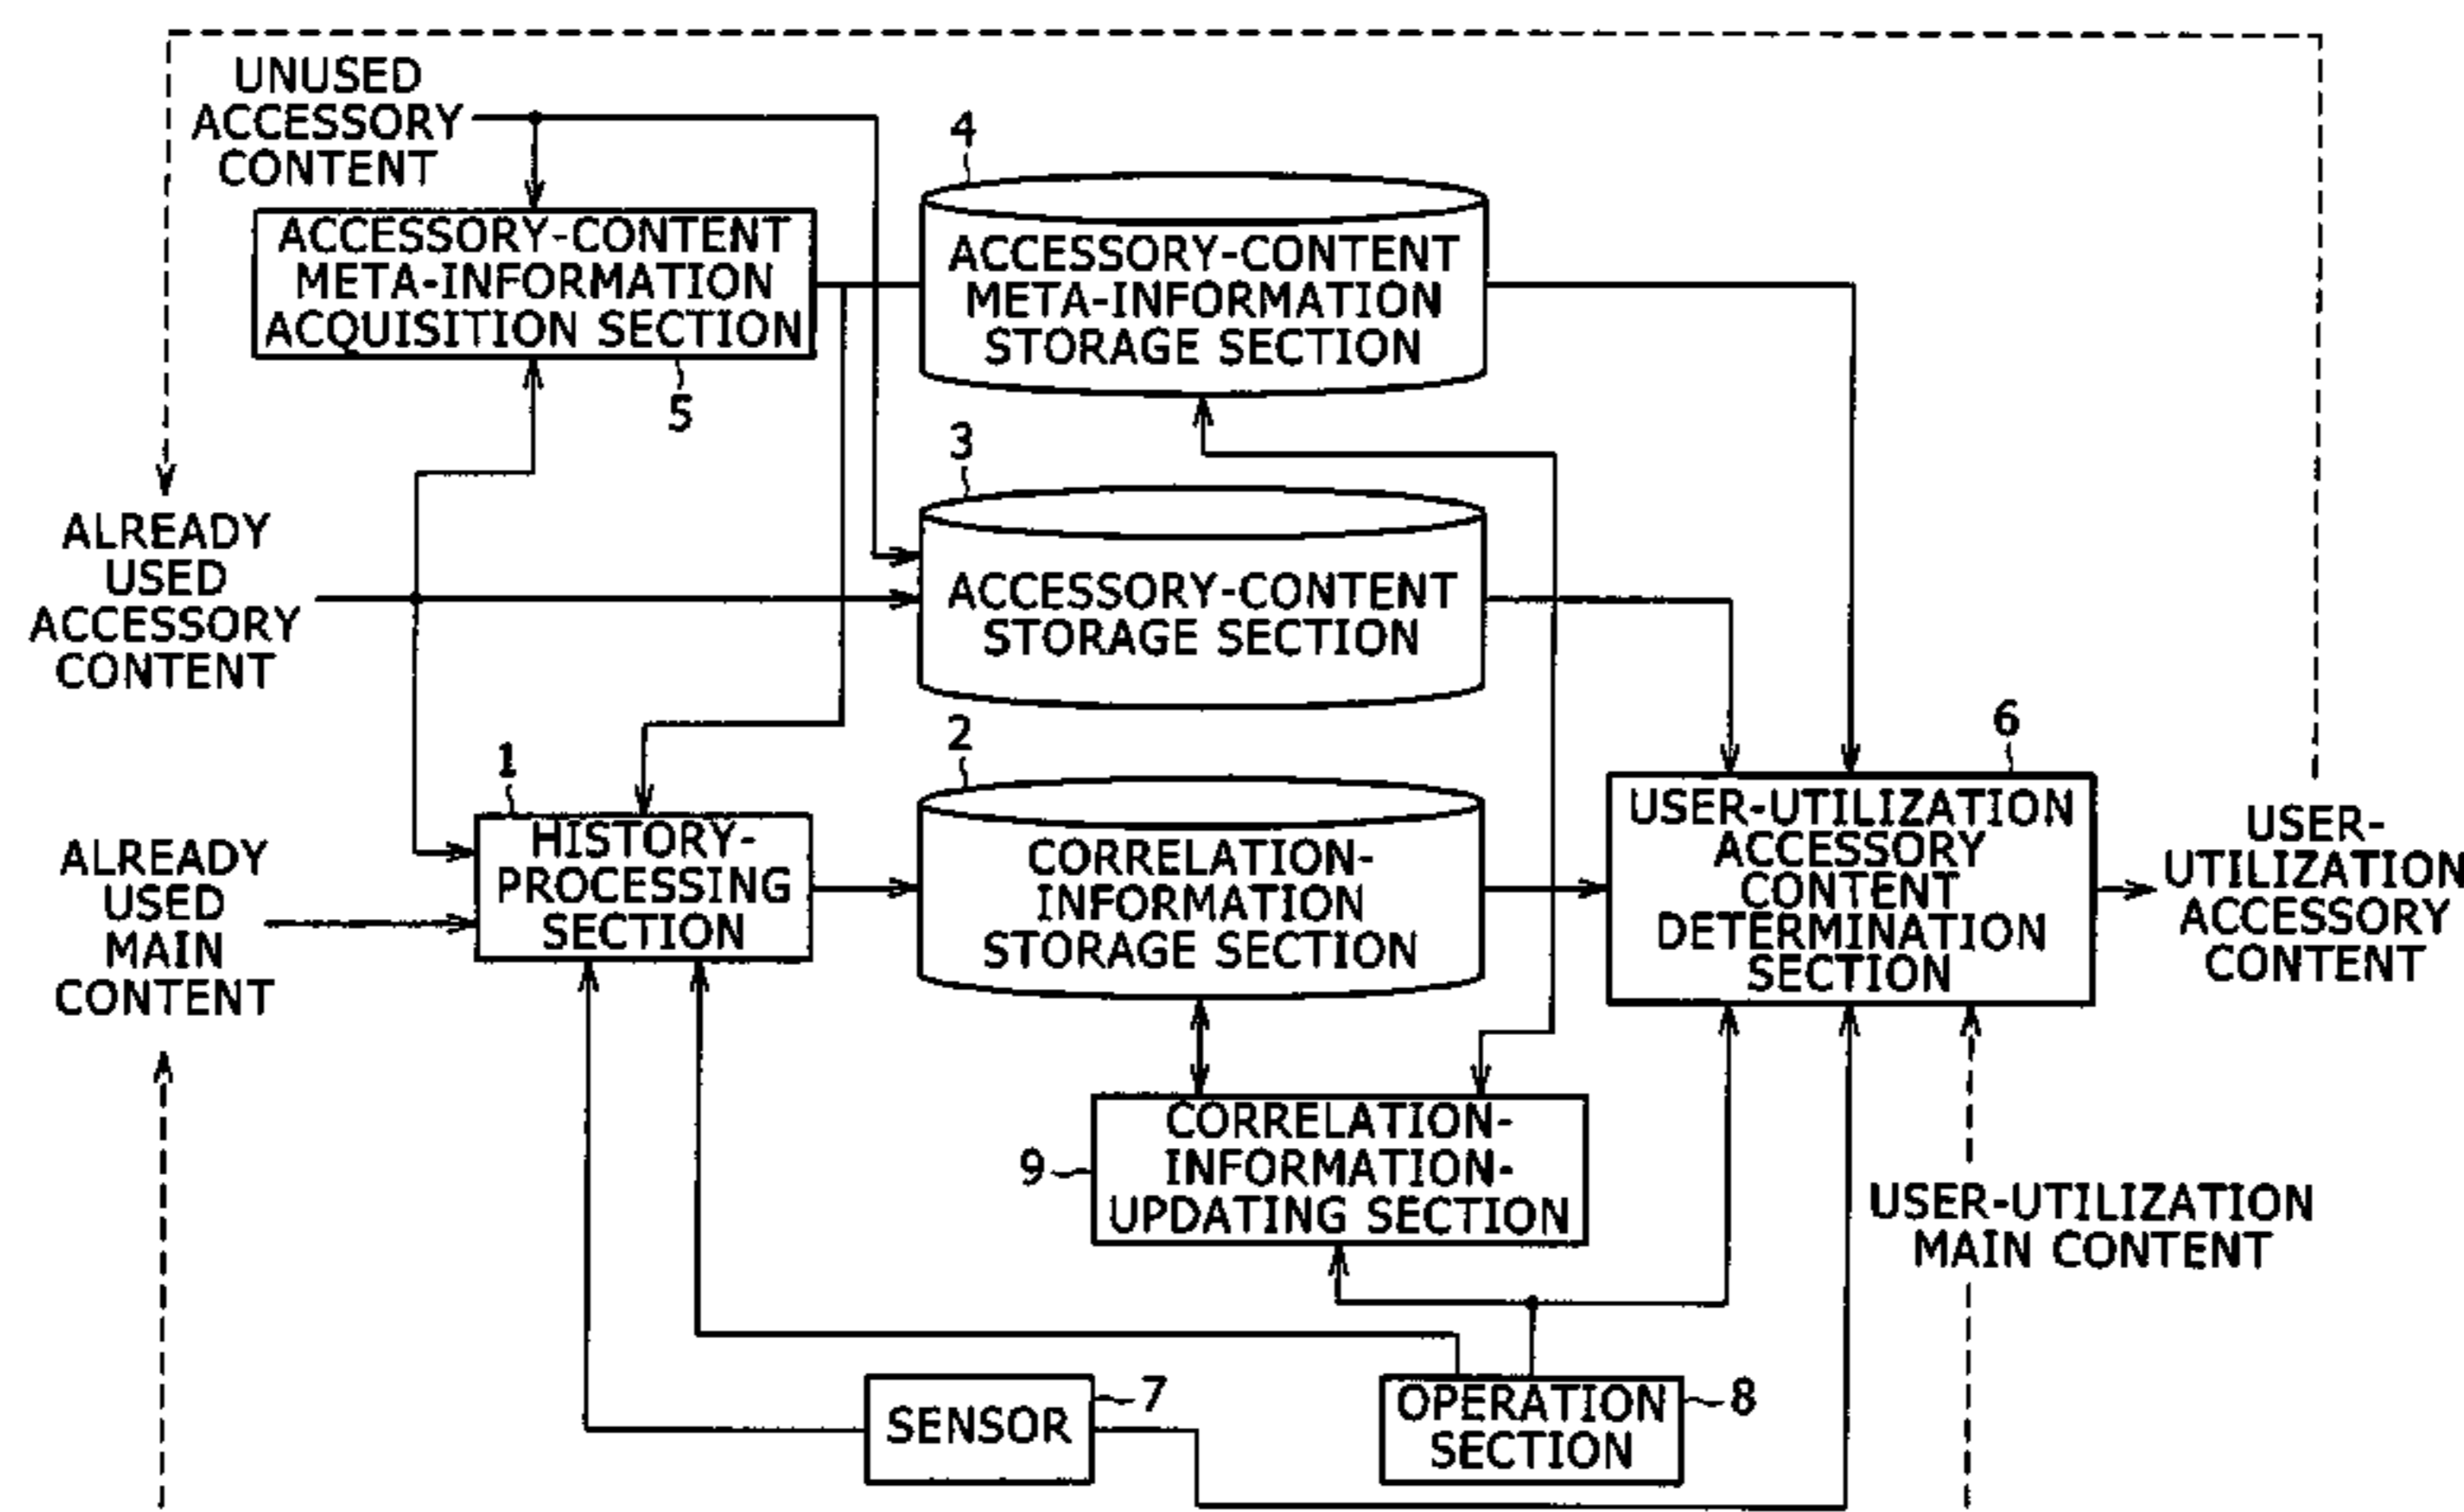 UNUSED
ACCESSORY
CONTENT
4
ACCESSORY-CONTENT
META-INFORMATION
ACQUISITION SECTION
5
ACCESSORY-CONTENT
META-INFORMATION
STORAGE SECTION
3
ALREADY
USED
ACCESSORY
CONTENT
ACCESSORY-CONTENT
STORAGE SECTION
1
2
6
ALREADY
USED
MAIN
CONTENT
HISTORY-
PROCESSING
SECTION
CORRELATION-
INFORMATION
STORAGE SECTION
USER-UTILIZATION
ACCESSORY
CONTENT
DETERMINATION
SECTION
USER-
UTILIZATION
ACCESSORY
CONTENT
9
CORRELATION-
INFORMATION-
UPDATING SECTION
USER-UTILIZATION
MAIN CONTENT
SENSOR
7
OPERATION
SECTION
8